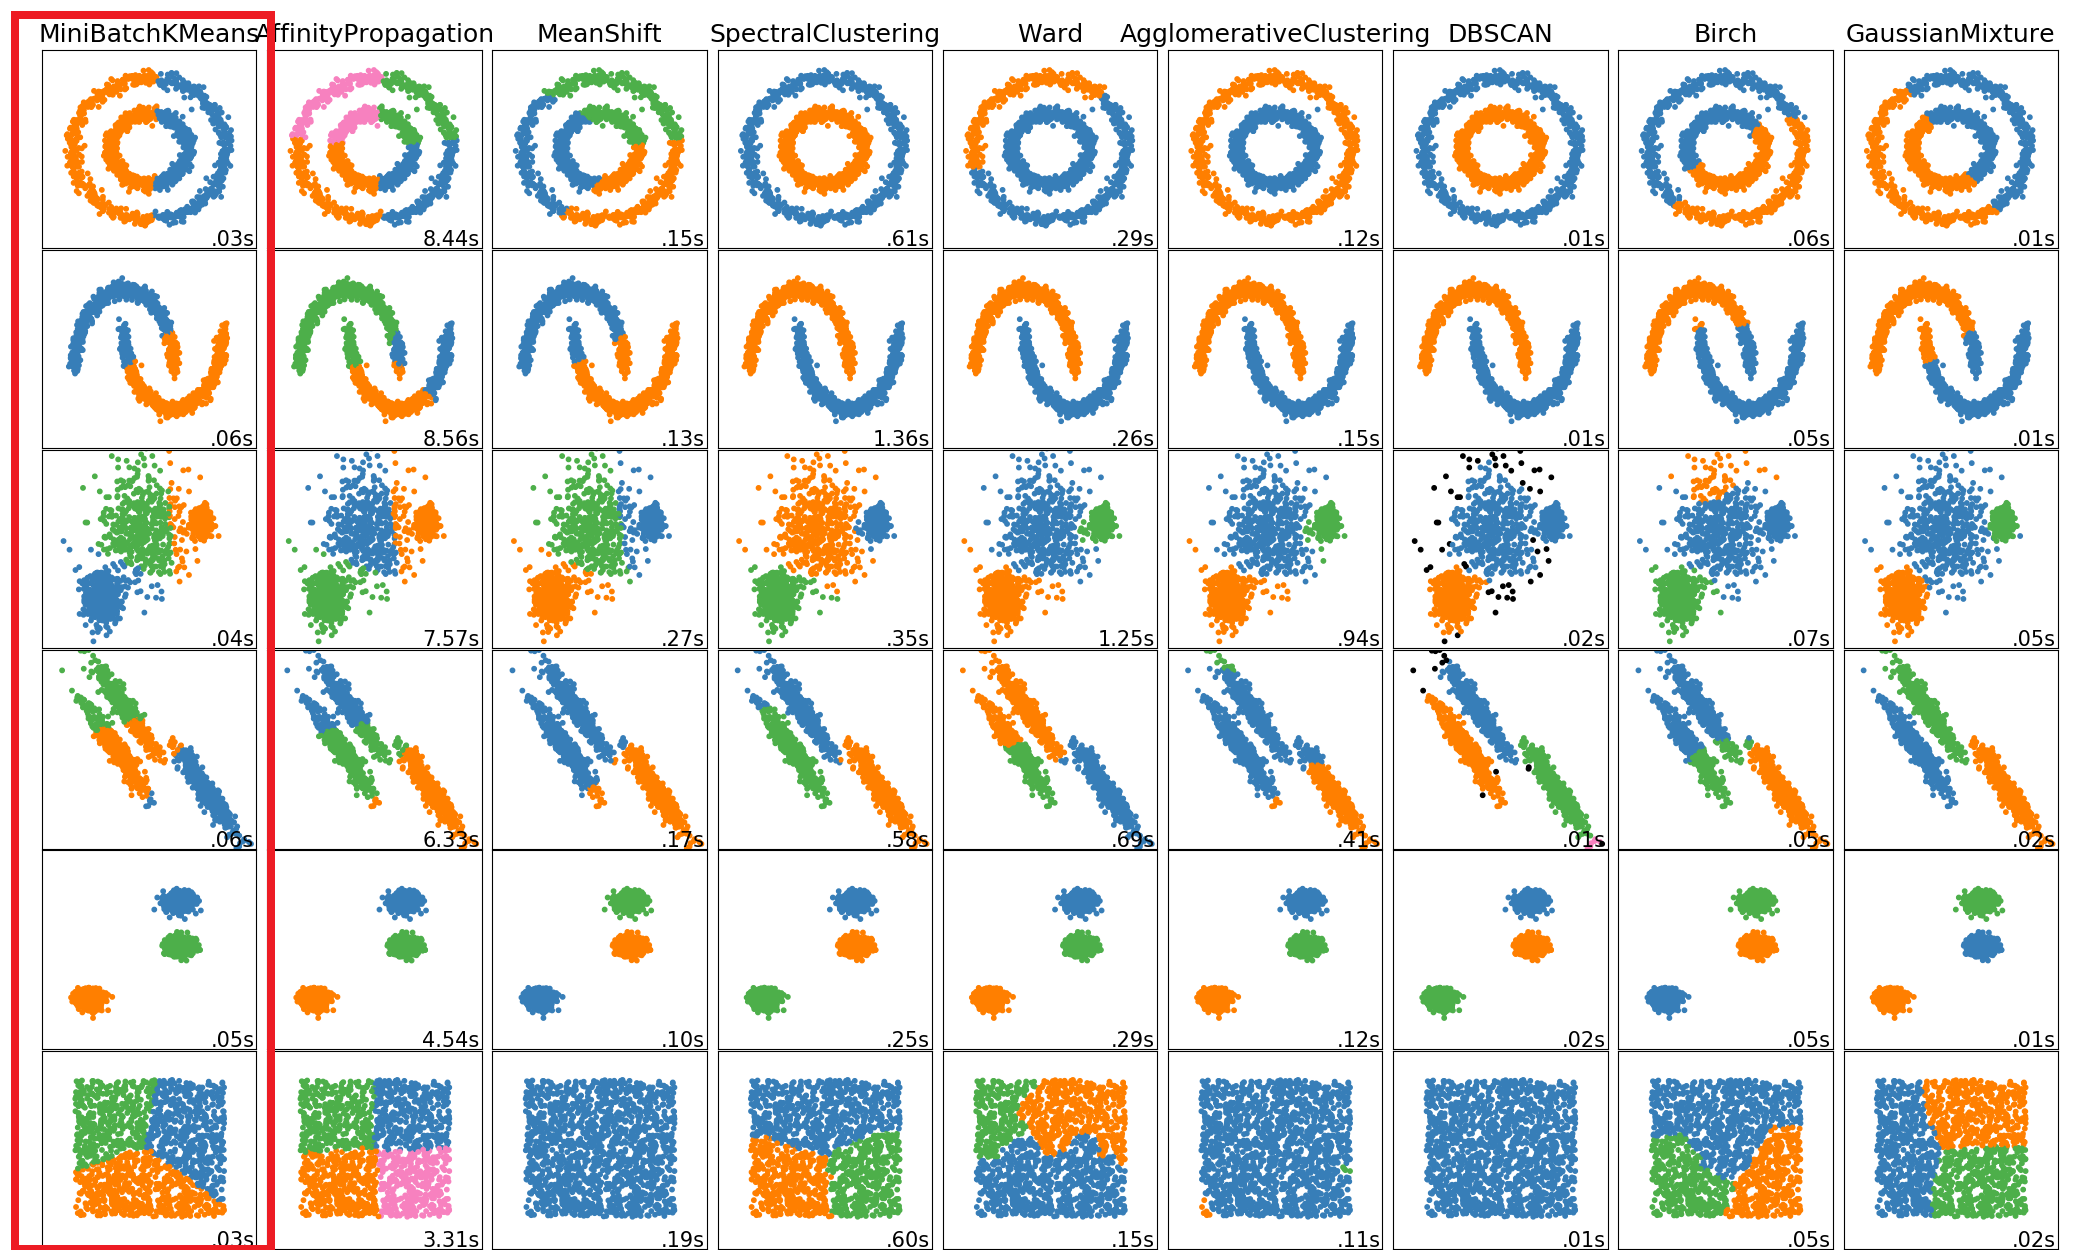 MiniBatchKMeans AffinityPropagation MeanShift SpectralClustering Ward AgglomerativeClustering DBSCAN Birch GaussianMixture
.03s 8.44s .15s .61s .29s .12s .01s .06s .01s
.06s 8.56s .13s 1.36s .26s .15s .01s .05s .01s
.04s 7.57s .27s .35s 1.25s .94s .02s .07s .05s
.06s 6.33s .17s .58s .69s .41s .01s .05s .02s
.05s 4.54s .10s .25s .29s .12s .02s .05s .01s
.03s 3.31s .19s .60s .15s .11s .01s .05s .02s